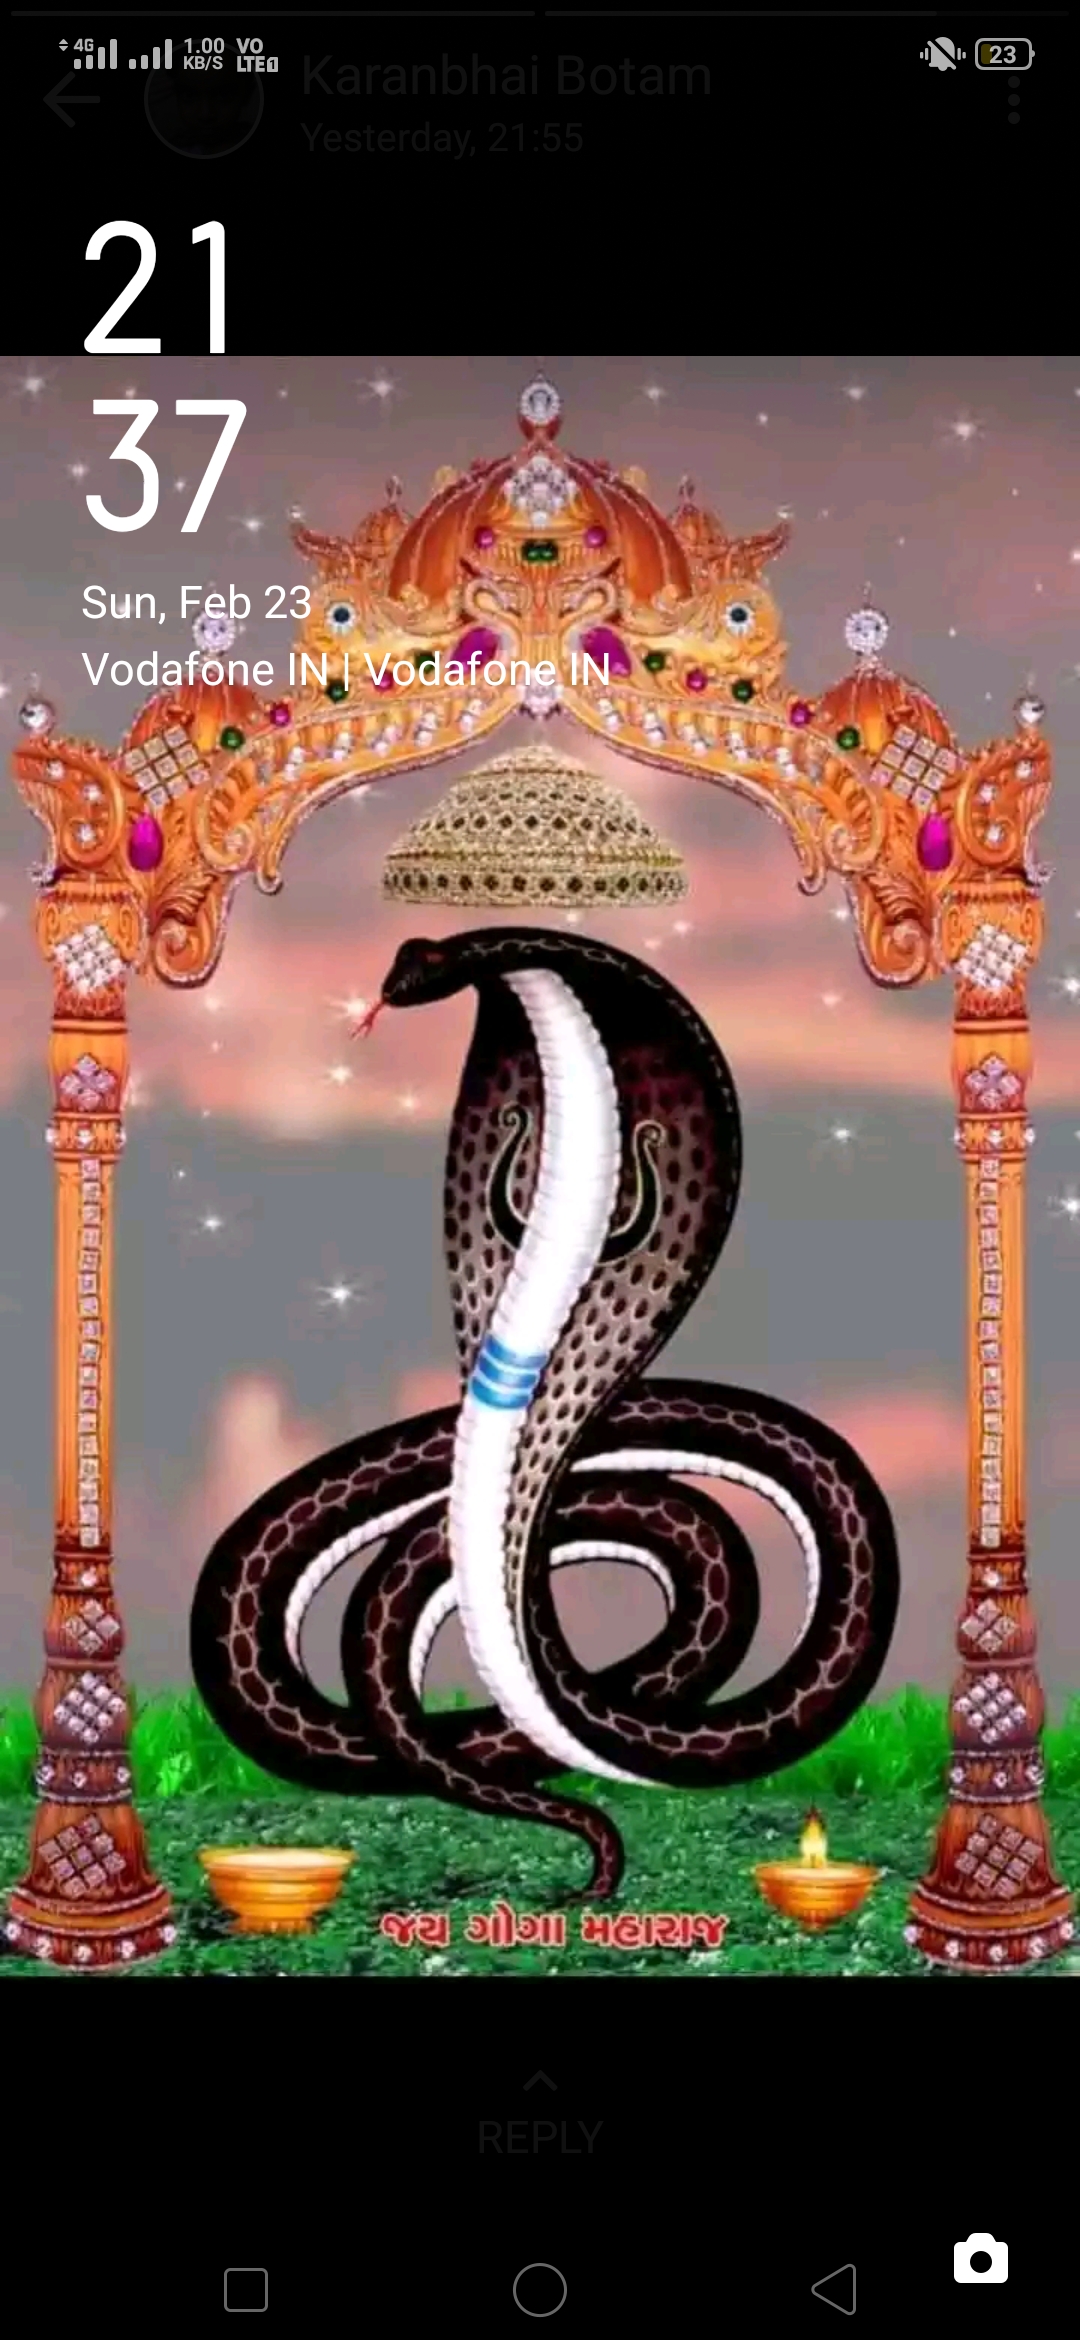 4G 1.00 KB/S VO LTE1 23
Karanbhai Botam
Yesterday, 21:55
21
37
Sun, Feb 23
Vodafone IN | Vodafone IN
જય ગોગા મહારાજ
REPLY